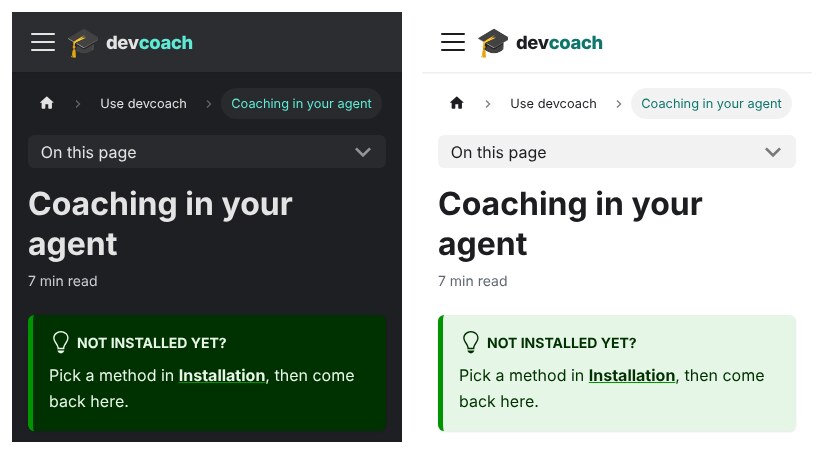 devcoach
Use devcoach Coaching in your agent
On this page
Coaching in your
agent
7 min read
NOT INSTALLED YET?
Pick a method in Installation, then come
back here.
devcoach
Use devcoach Coaching in your agent
On this page
Coaching in your
agent
7 min read
NOT INSTALLED YET?
Pick a method in Installation, then come
back here.